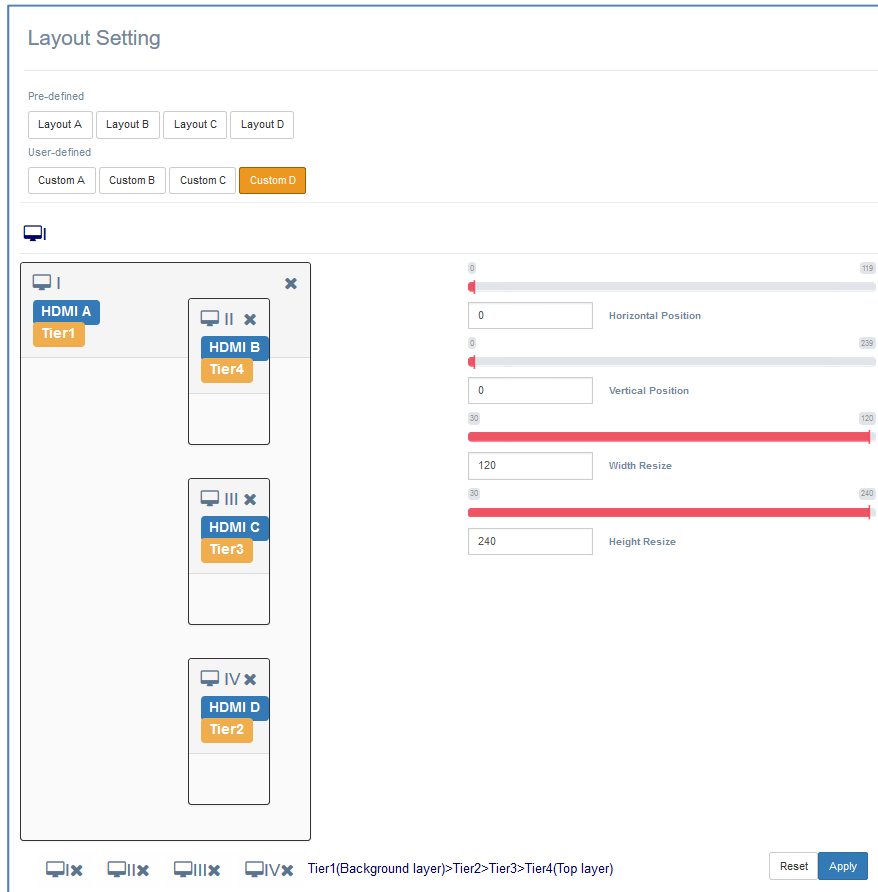 Layout Setting
Pre-defined
Layout A Layout B Layout C Layout D
User-defined
Custom A Custom B Custom C Custom D
I
I
HDMI A
Tier1
II
HDMI B
Tier4
III
HDMI C
Tier3
IV
HDMI D
Tier2
0 119
0 Horizontal Position
0 239
0 Vertical Position
30 120
120 Width Resize
30 240
240 Height Resize
I II III IV Tier1(Background layer)>Tier2>Tier3>Tier4(Top layer)
Reset Apply